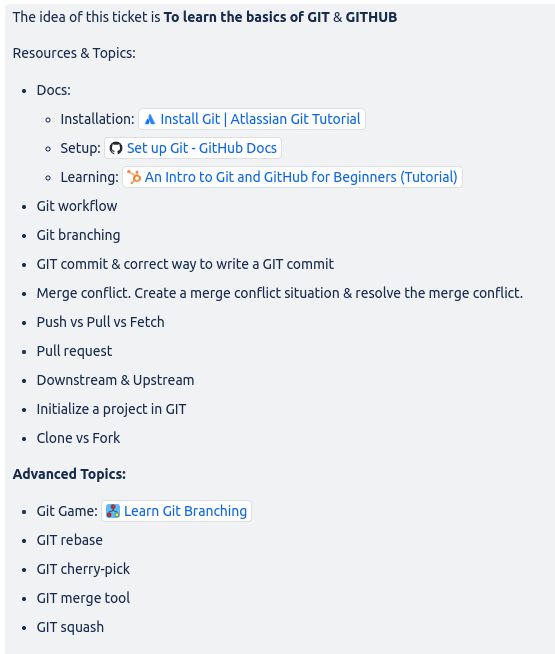 The idea of this ticket is To learn the basics of GIT & GITHUB
Resources & Topics:
Docs:
Installation: Install Git | Atlassian Git Tutorial
Setup: Set up Git - GitHub Docs
Learning: An Intro to Git and GitHub for Beginners (Tutorial)
Git workflow
Git branching
GIT commit & correct way to write a GIT commit
Merge conflict. Create a merge conflict situation & resolve the merge conflict.
Push vs Pull vs Fetch
Pull request
Downstream & Upstream
Initialize a project in GIT
Clone vs Fork
Advanced Topics:
Git Game: Learn Git Branching
GIT rebase
GIT cherry-pick
GIT merge tool
GIT squash